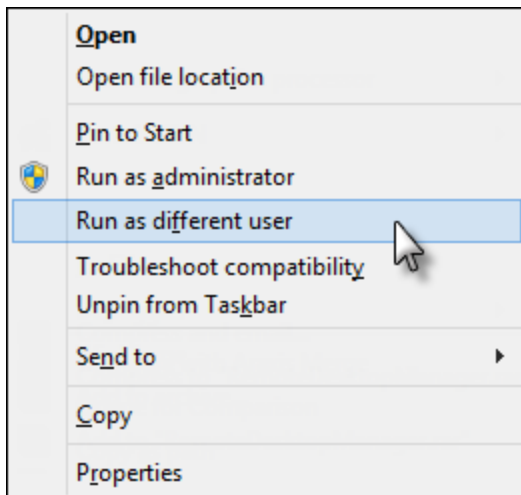 Open
Open file location
Pin to Start
Run as administrator
Run as different user
Troubleshoot compatibility
Unpin from Taskbar
Send to
Copy
Properties